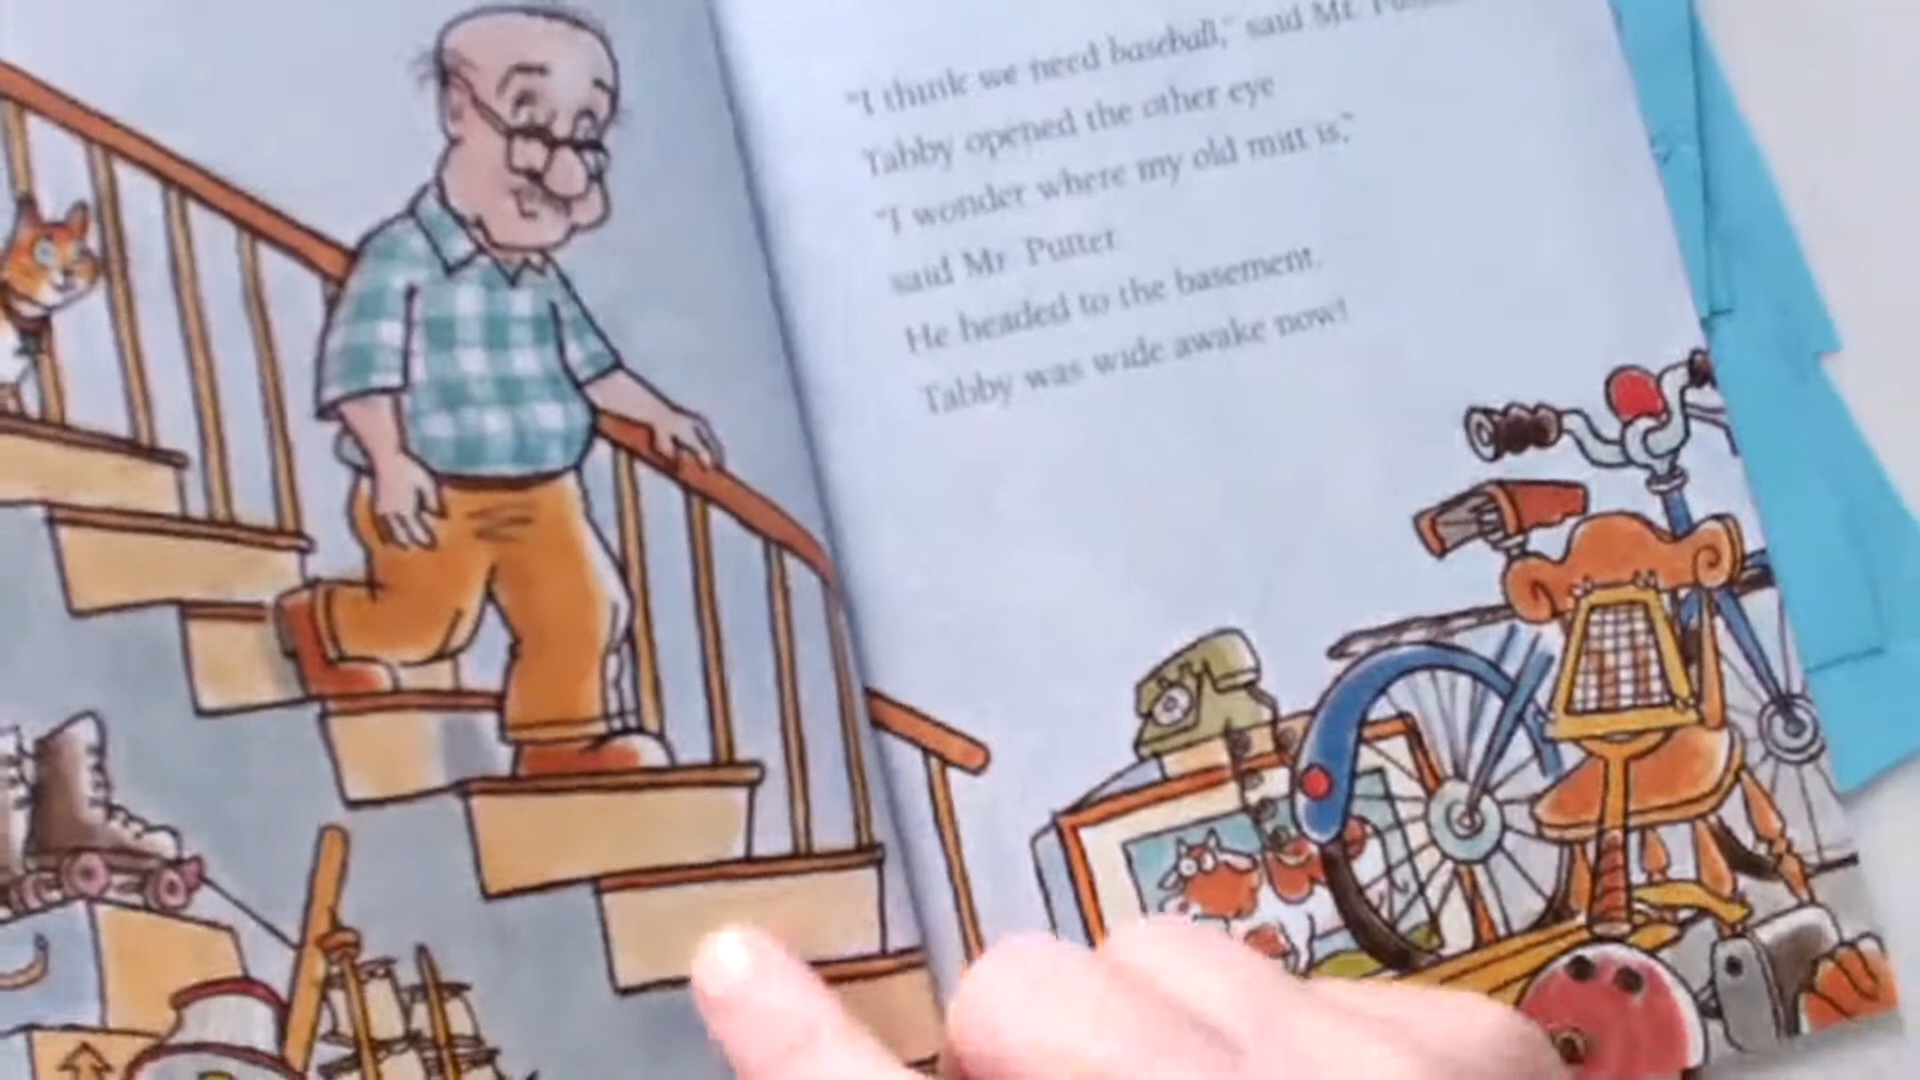 "I think we need baseball," said Mr.
Tabby opened the other eye
"I wonder where my old mitt is,"
said Mr. Putter.
He headed to the basement.
Tabby was wide awake now!